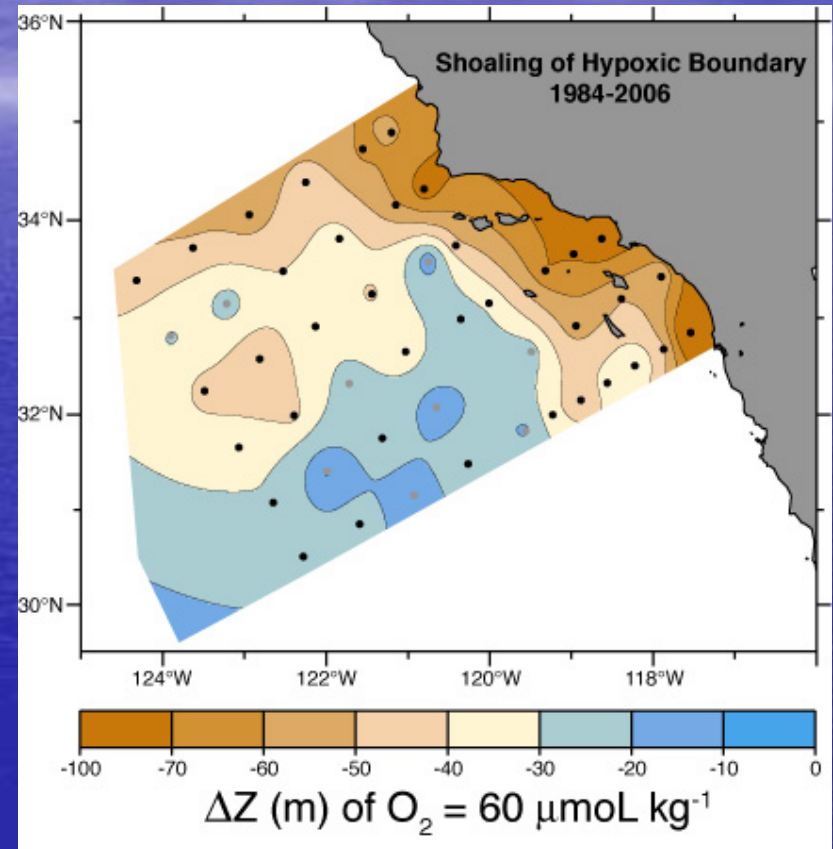 36°N
Shoaling of Hypoxic Boundary
1984-2006
34°N
32°N
30°N
124°W 122°W 120°W 118°W
-100 -70 -60 -50 -40 -30 -20 -10 0
ΔZ (m) of O₂ = 60 μmoL kg⁻¹